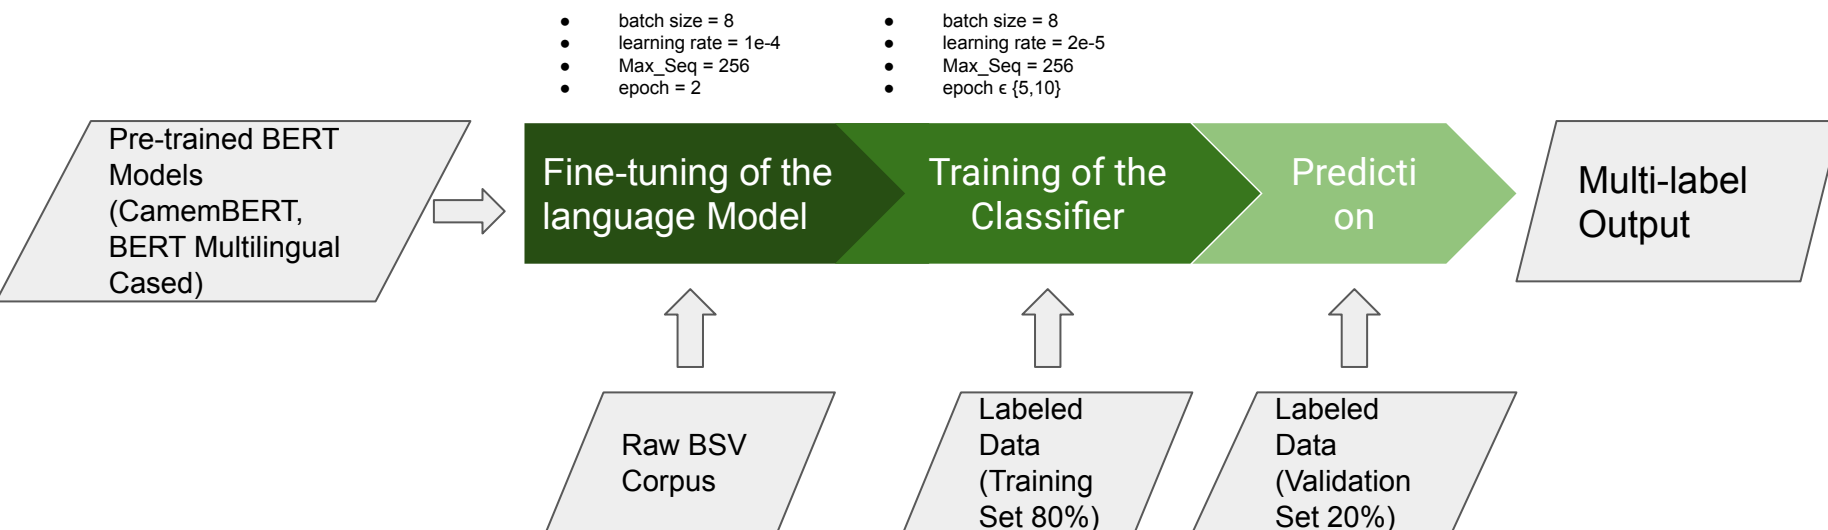 ● batch size = 8
● learning rate = 1e-4
● Max_Seq = 256
● epoch = 2
● batch size = 8
● learning rate = 2e-5
● Max_Seq = 256
● epoch ϵ {5,10}
Pre-trained BERT
Models
(CamemBERT,
BERT Multilingual
Cased)
Fine-tuning of the
language Model
Training of the
Classifier
Predicti
on
Multi-label
Output
Raw BSV
Corpus
Labeled
Data
(Training
Set 80%)
Labeled
Data
(Validation
Set 20%)